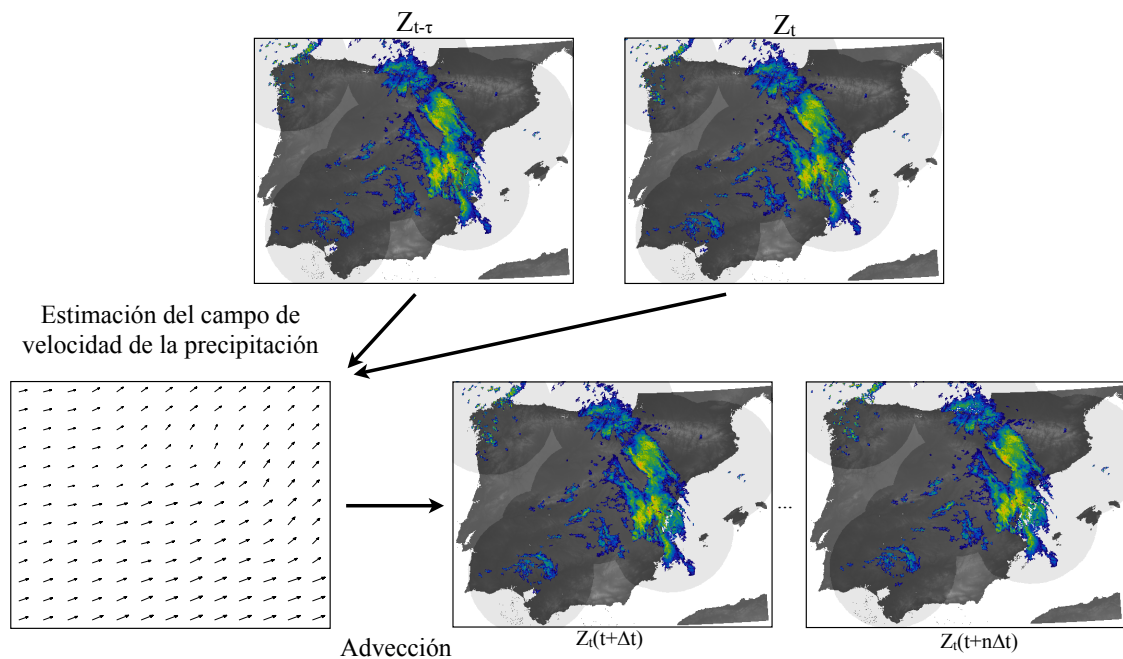 Z_{t-τ}
Z_t
Estimación del campo de
velocidad de la precipitación
...
Advección
Z_t(t+Δt)
Z_t(t+nΔt)